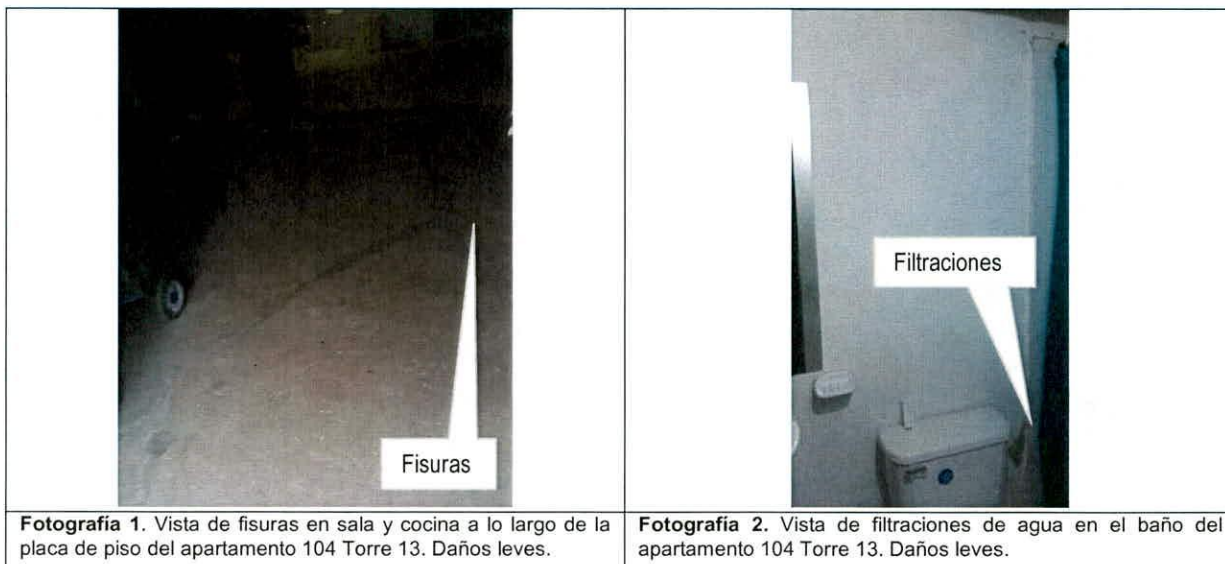 Fisuras
Filtraciones
Fotografía 1. Vista de fisuras en sala y cocina a lo largo de la
placa de piso del apartamento 104 Torre 13. Daños leves.
Fotografía 2. Vista de filtraciones de agua en el baño del
apartamento 104 Torre 13. Daños leves.